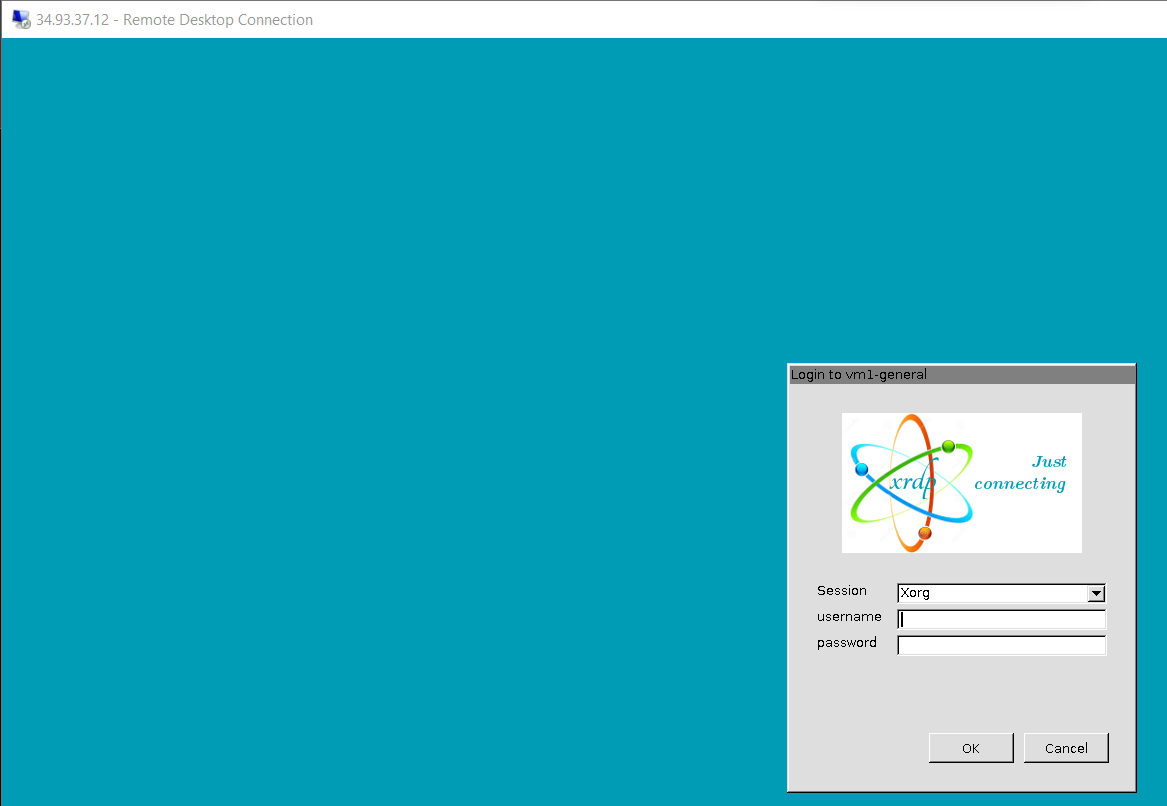 34.93.37.12 - Remote Desktop Connection
Login to vm1-general
xrdp
Just
connecting
Session Xorg
username
password
OK Cancel